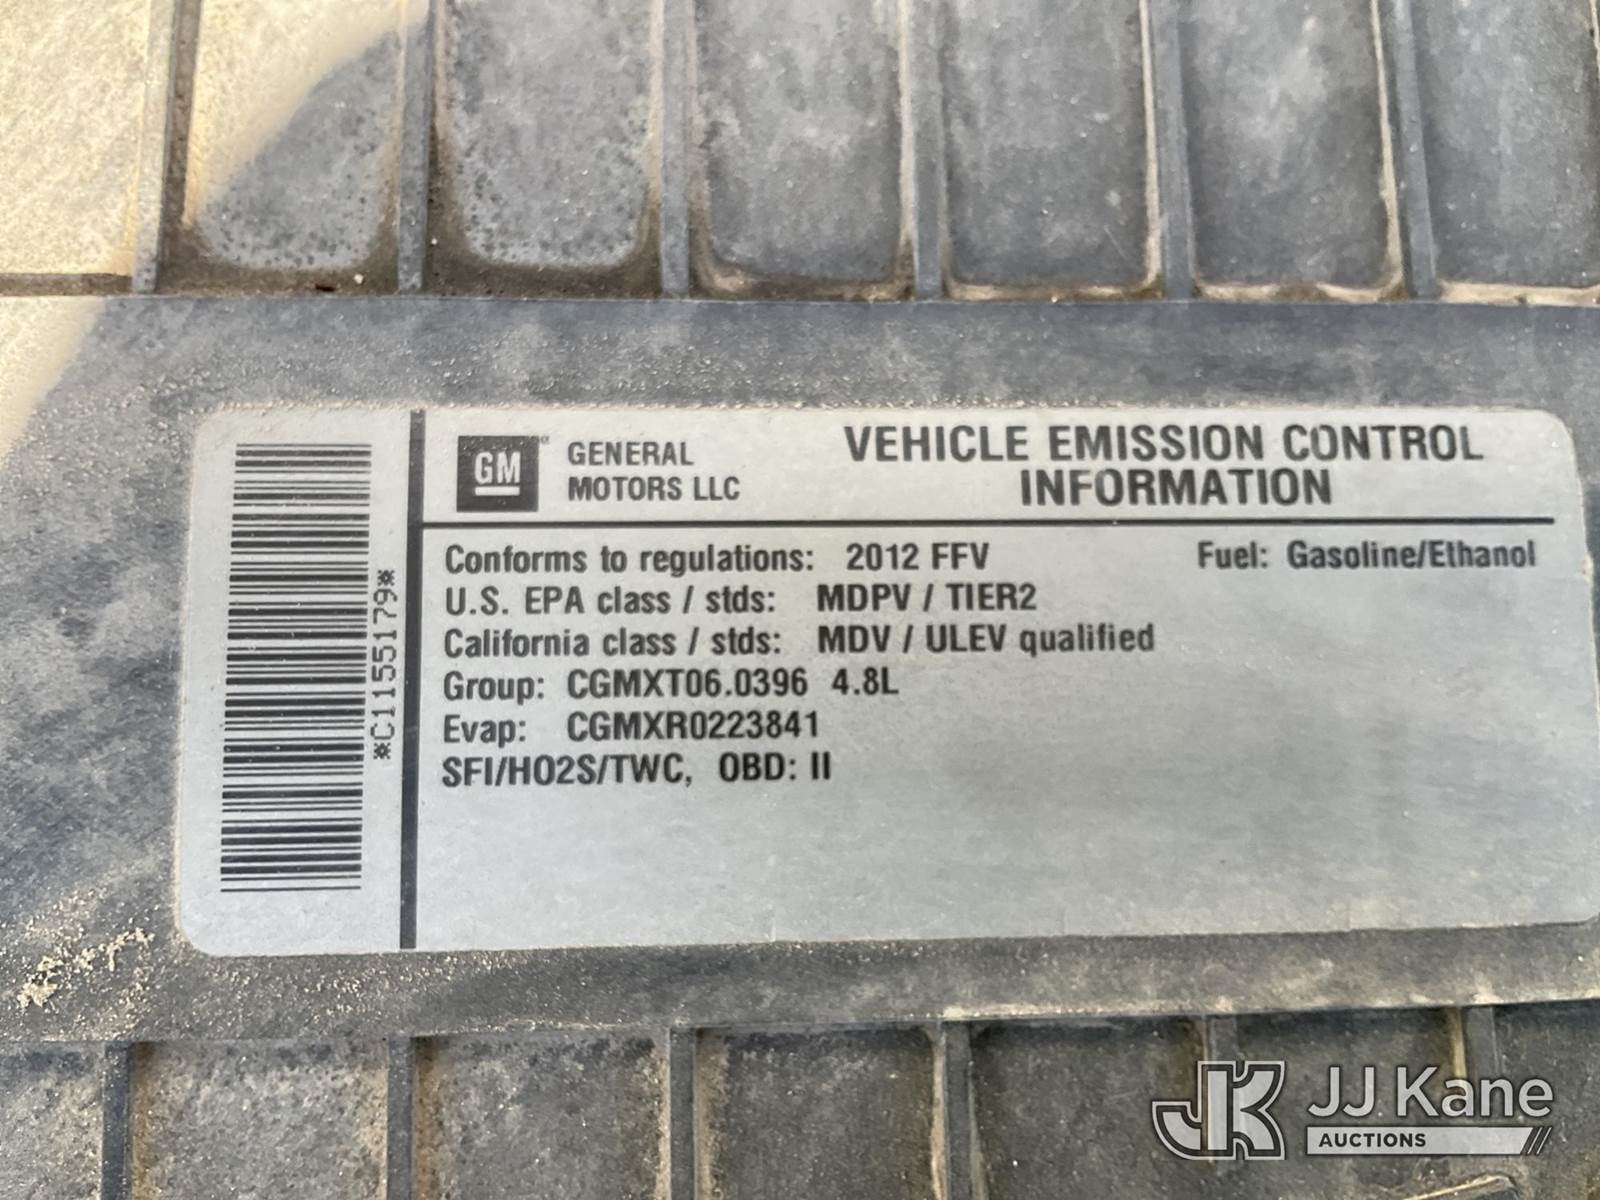 GM
GENERAL
MOTORS LLC
VEHICLE EMISSION CONTROL
INFORMATION
Conforms to regulations: 2012 FFV
Fuel: Gasoline/Ethanol
U.S. EPA class / stds: MDPV / TIER2
California class / stds: MDV / ULEV qualified
Group: CGMXT06.0396 4.8L
Evap: CGMXR0223841
SFI/HO2S/TWC, OBD: II
*C1155179*
JK JJ Kane
AUCTIONS